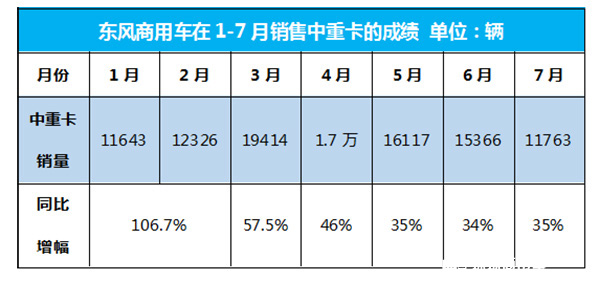 东风商用车在1-7月销售中重卡的成绩 单位：辆
月份 1月 2月 3月 4月 5月 6月 7月
中重卡
销量 11643 12326 19414 1.7万 16117 15366 11763
同比
增幅 106.7% 57.5% 46% 35% 34% 35%